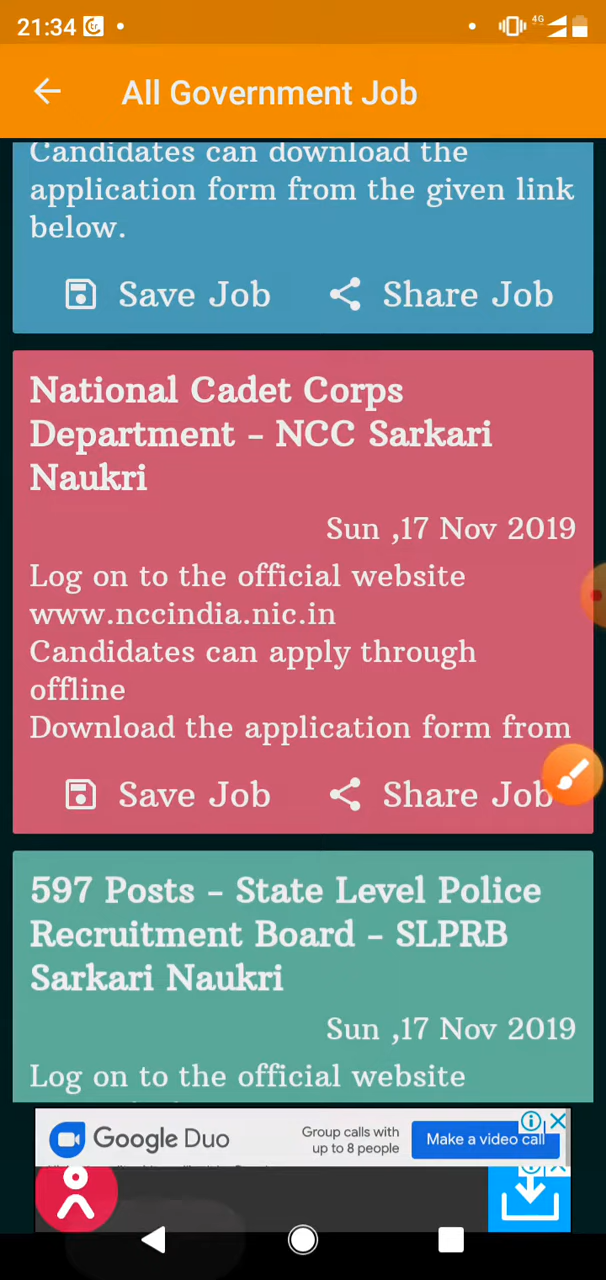 21:34
4G
All Government Job
Candidates can download the
application form from the given link
below.
Save Job
Share Job
National Cadet Corps
Department - NCC Sarkari
Naukri
Sun ,17 Nov 2019
Log on to the official website
www.nccindia.nic.in
Candidates can apply through
offline
Download the application form from
Save Job
Share Job
597 Posts - State Level Police
Recruitment Board - SLPRB
Sarkari Naukri
Sun ,17 Nov 2019
Log on to the official website
Google Duo
Group calls with
up to 8 people
Make a video call